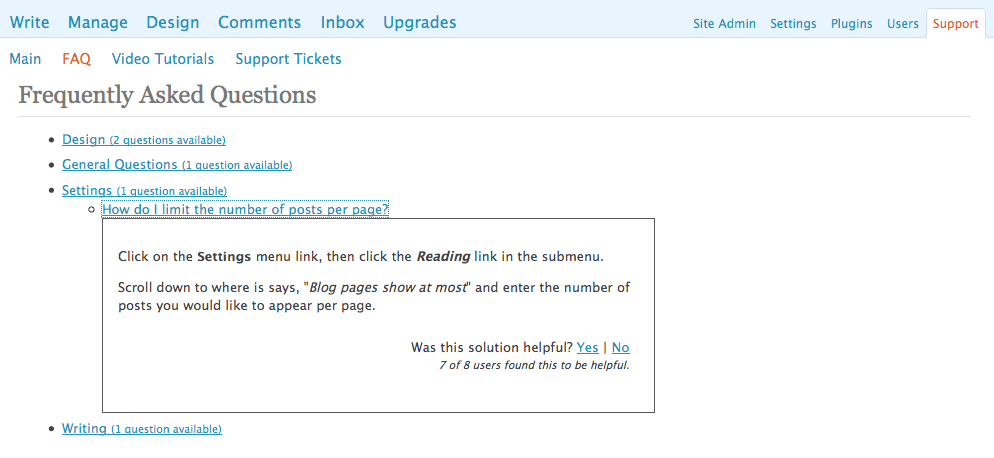 Write Manage Design Comments Inbox Upgrades Site Admin Settings Plugins Users Support
Main FAQ Video Tutorials Support Tickets
Frequently Asked Questions
Design (2 questions available)
General Questions (1 question available)
Settings (1 question available)
How do I limit the number of posts per page?
Click on the Settings menu link, then click the Reading link in the submenu.
Scroll down to where is says, "Blog pages show at most" and enter the number of
posts you would like to appear per page.
Was this solution helpful? Yes | No
7 of 8 users found this to be helpful.
Writing (1 question available)